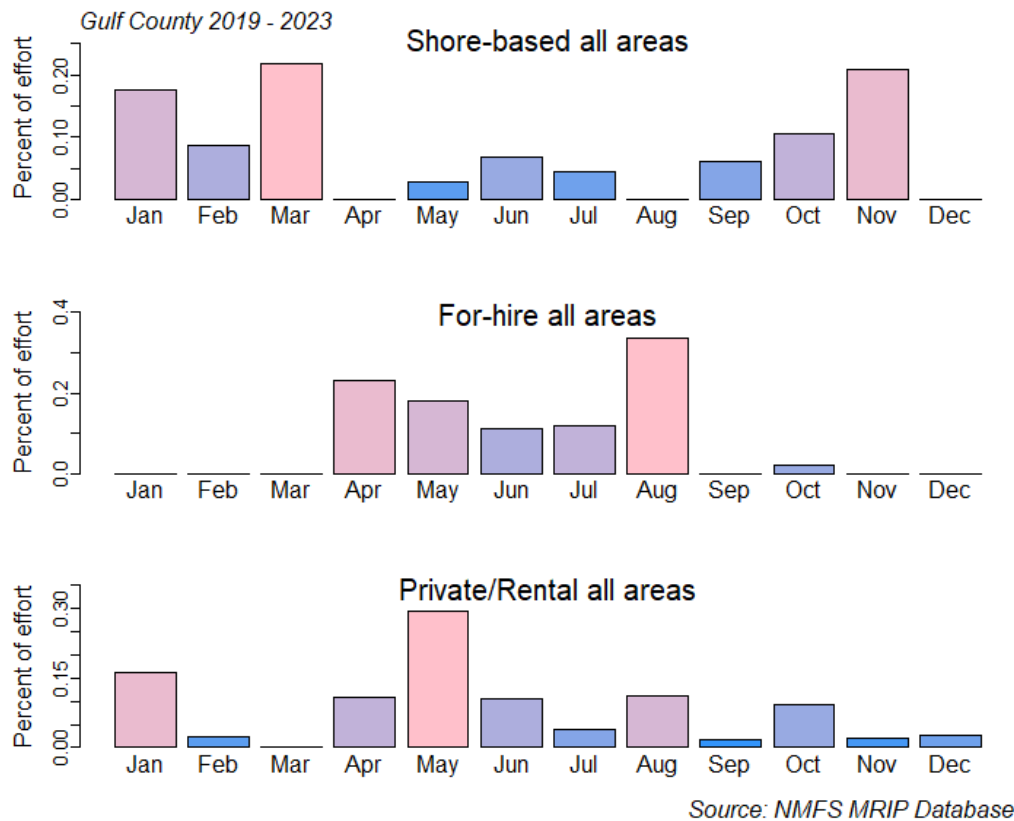 Gulf County 2019 - 2023
Shore-based all areas
Percent of effort
0.20
0.10
0.00
Jan Feb Mar Apr May Jun Jul Aug Sep Oct Nov Dec
For-hire all areas
Percent of effort
0.4
0.2
0.0
Jan Feb Mar Apr May Jun Jul Aug Sep Oct Nov Dec
Private/Rental all areas
Percent of effort
0.30
0.15
0.00
Jan Feb Mar Apr May Jun Jul Aug Sep Oct Nov Dec
Source: NMFS MRIP Database